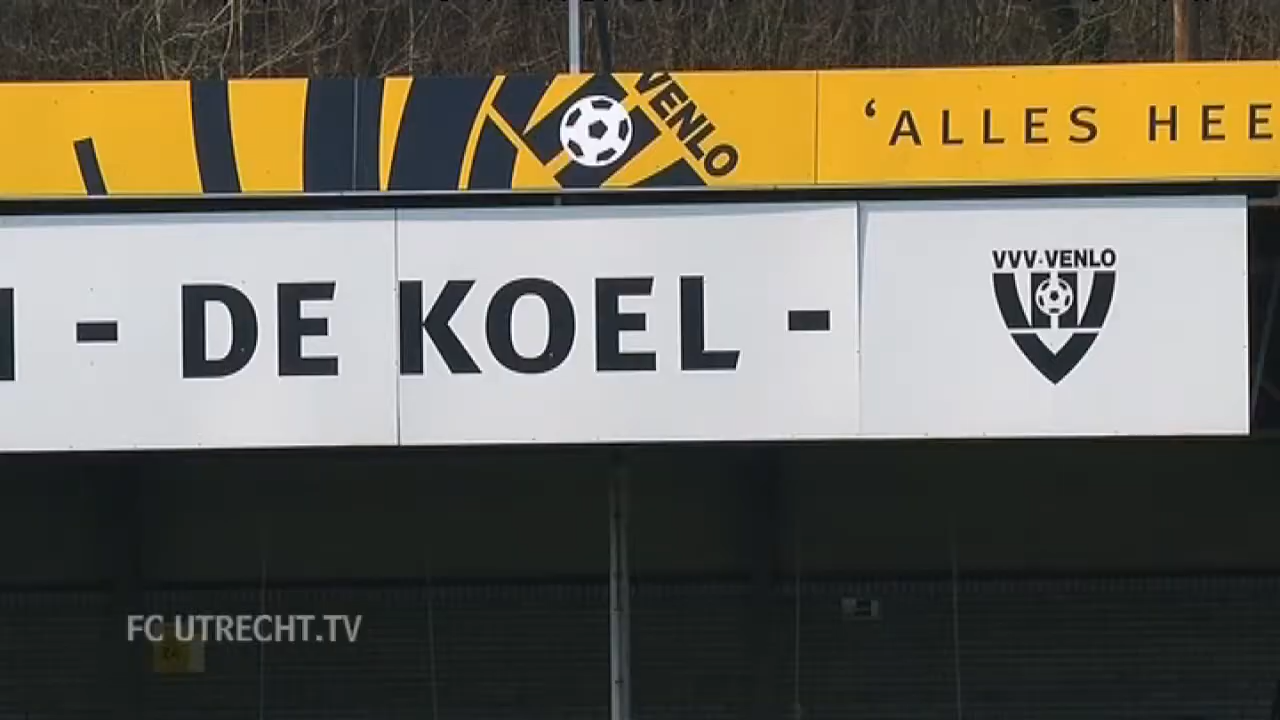 VENLO
‘ALLES HEE
- DE KOEL -
VVV-VENLO
FC UTRECHT.TV